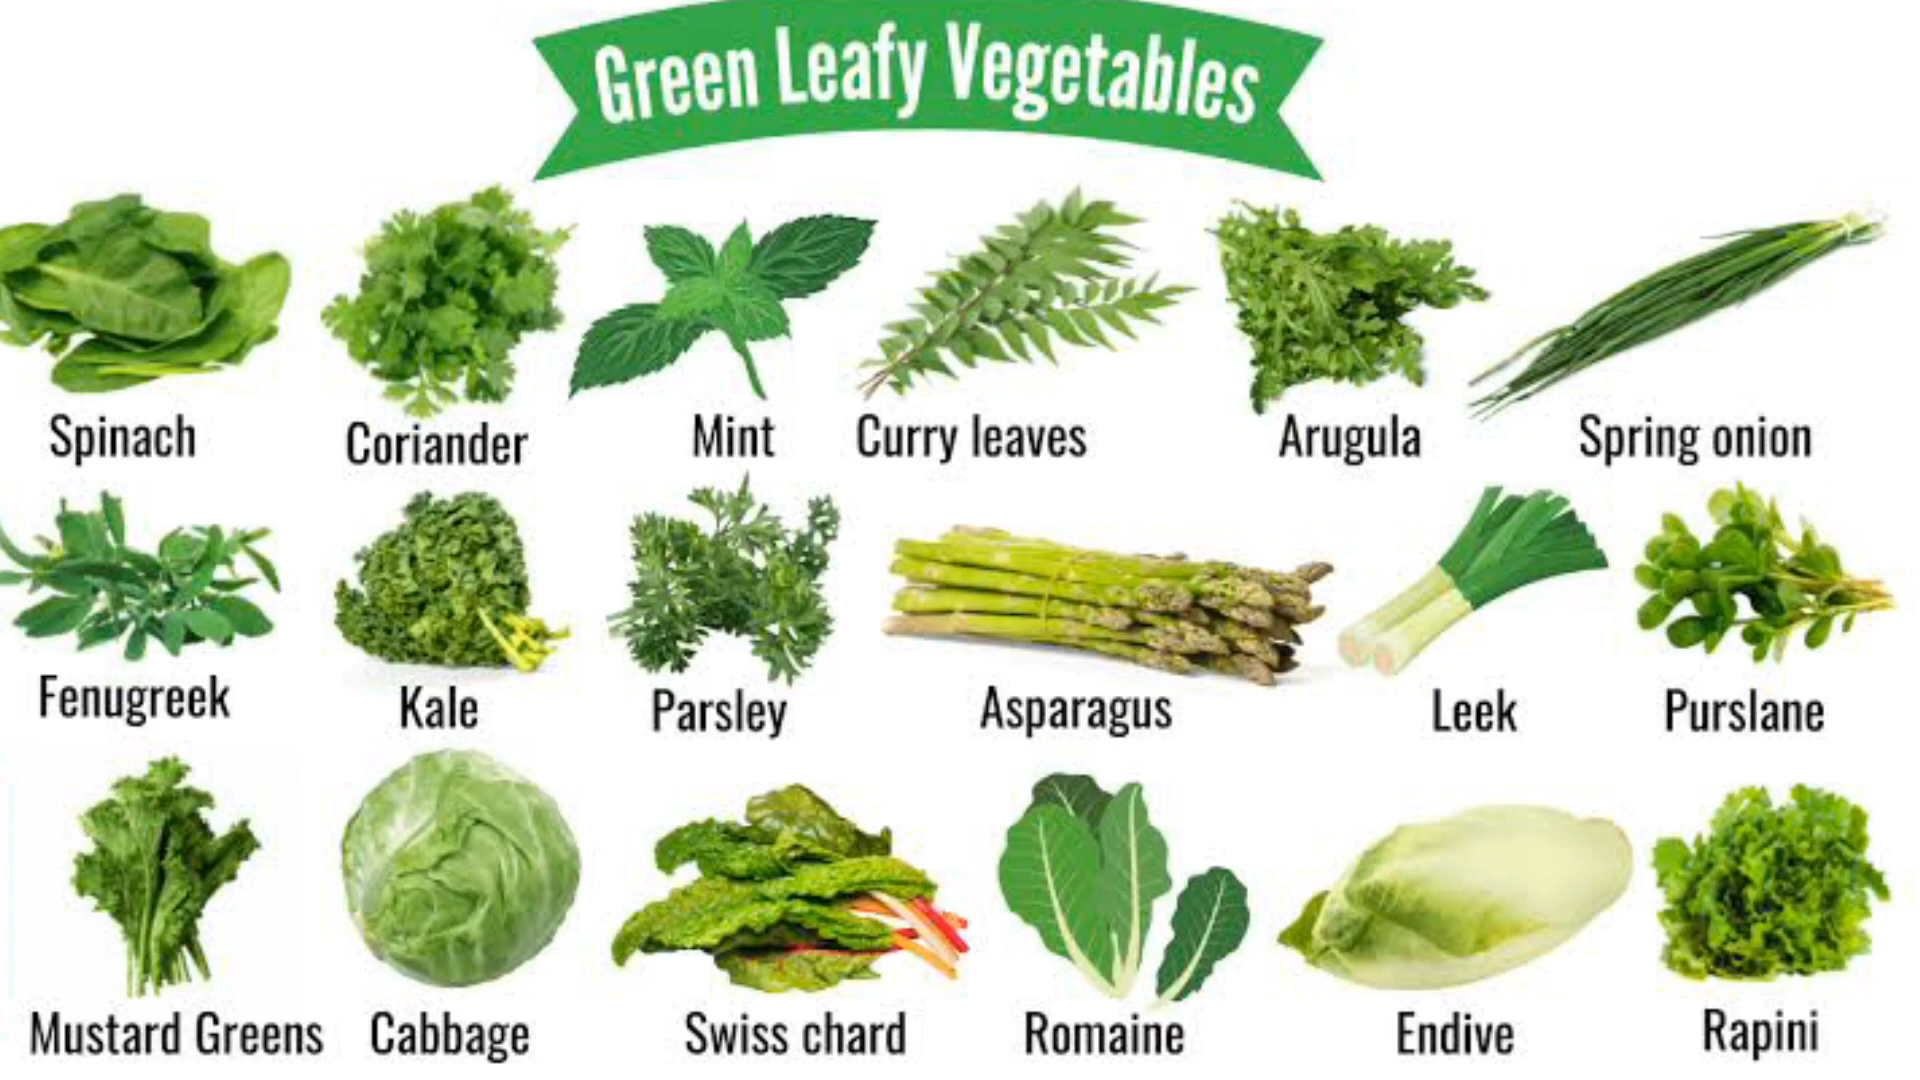 Green Leafy Vegetables
Spinach
Coriander
Mint
Curry leaves
Arugula
Spring onion
Fenugreek
Kale
Parsley
Asparagus
Leek
Purslane
Mustard Greens
Cabbage
Swiss chard
Romaine
Endive
Rapini